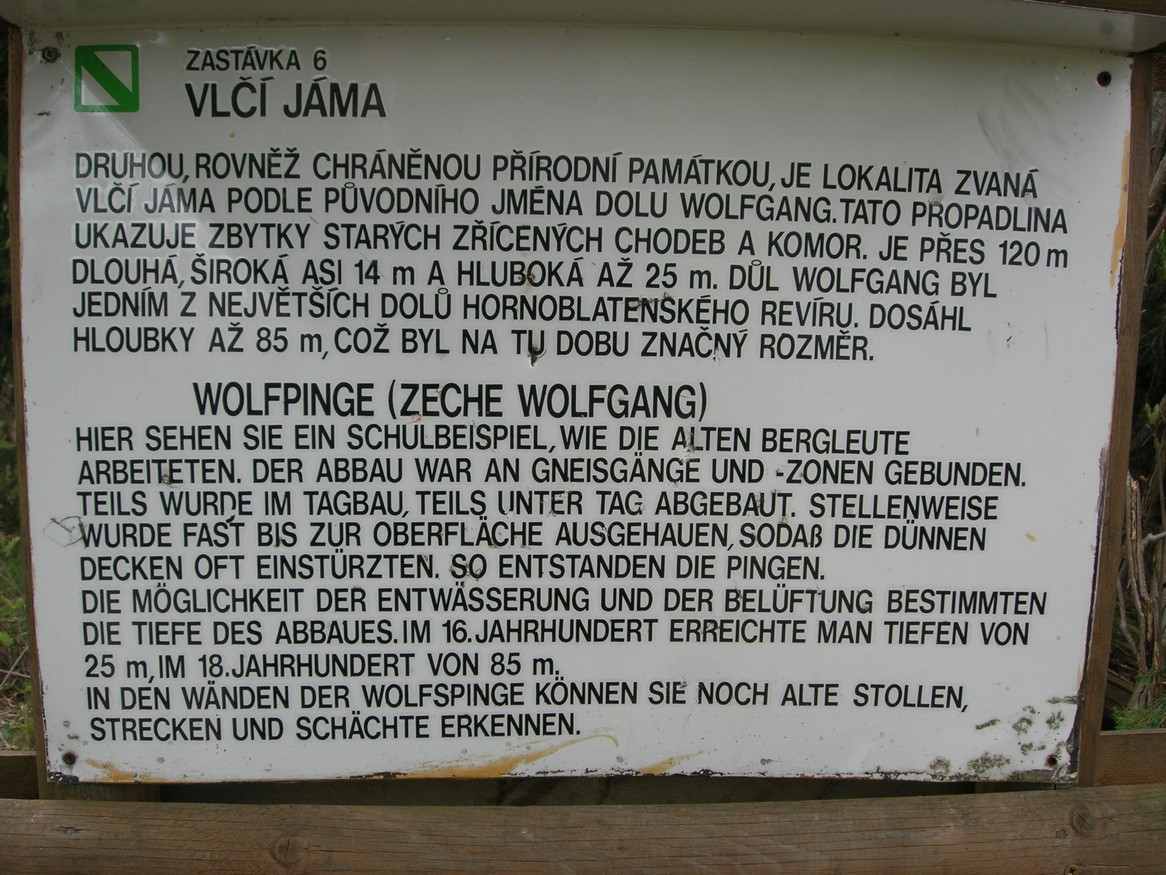 ZASTÁVKA 6
VLČÍ JÁMA
DRUHOU, ROVNĚŽ CHRÁNĚNOU PŘÍRODNÍ PAMÁTKOU, JE LOKALITA ZVANÁ
VLČÍ JÁMA PODLE PŮVODNÍHO JMÉNA DOLU WOLFGANG. TATO PROPADLINA
UKAZUJE ZBYTKY STARÝCH ZŘÍCENÝCH CHODEB A KOMOR. JE PŘES 120 m
DLOUHÁ, ŠIROKÁ ASI 14 m A HLUBOKÁ AŽ 25 m. DŮL WOLFGANG BYL
JEDNÍM Z NEJVĚTŠÍCH DOLŮ HORNOBLATENSKÉHO REVÍRU. DOSÁHL
HLOUBKY AŽ 85 m, COŽ BYL NA TU DOBU ZNAČNÝ ROZMĚR.
WOLFPINGE (ZECHE WOLFGANG)
HIER SEHEN SIE EIN SCHULBEISPIEL, WIE DIE ALTEN BERGLEUTE
ARBEITETEN. DER ABBAU WAR AN GNEISGÄNGE UND -ZONEN GEBUNDEN.
TEILS WURDE IM TAGBAU, TEILS UNTER TAG ABGEBAUT. STELLENWEISE
WURDE FAST BIS ZUR OBERFLÄCHE AUSGEHAUEN, SODAß DIE DÜNNEN
DECKEN OFT EINSTÜRZTEN. SO ENTSTANDEN DIE PINGEN.
DIE MÖGLICHKEIT DER ENTWÄSSERUNG UND DER BELÜFTUNG BESTIMMTEN
DIE TIEFE DES ABBAUES. IM 16. JAHRHUNDERT ERREICHTE MAN TIEFEN VON
25 m, IM 18. JAHRHUNDERT VON 85 m.
IN DEN WÄNDEN DER WOLFSPINGE KÖNNEN SIE NOCH ALTE STOLLEN,
STRECKEN UND SCHÄCHTE ERKENNEN.